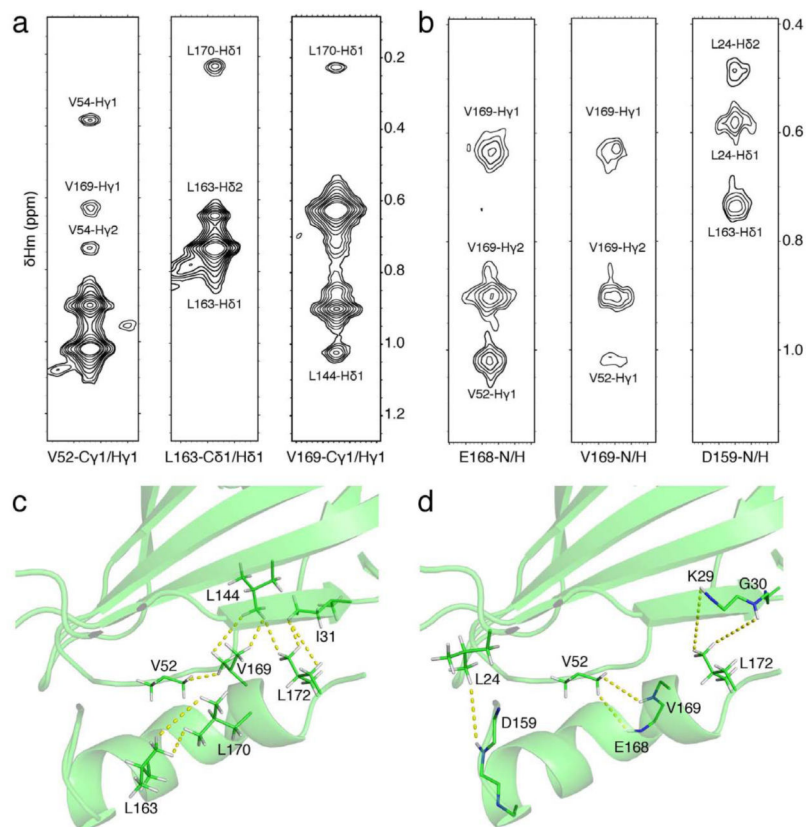 a
δHm (ppm)
V54-Hγ1
V169-Hγ1
V54-Hγ2
V52-Cγ1/Hγ1
L170-Hδ1
L163-Hδ2
L163-Hδ1
L163-Cδ1/Hδ1
L170-Hδ1
L144-Hδ1
V169-Cγ1/Hγ1
0.2
0.4
0.6
0.8
1.0
1.2
b
V169-Hγ1
V169-Hγ2
V52-Hγ1
E168-N/H
V169-Hγ1
V169-Hγ2
V52-Hγ1
V169-N/H
L24-Hδ2
L24-Hδ1
L163-Hδ1
D159-N/H
0.4
0.6
0.8
1.0
c
L144
I31
V52
V169
L172
L170
L163
d
K29
G30
V52
L24
L172
V169
D159
E168